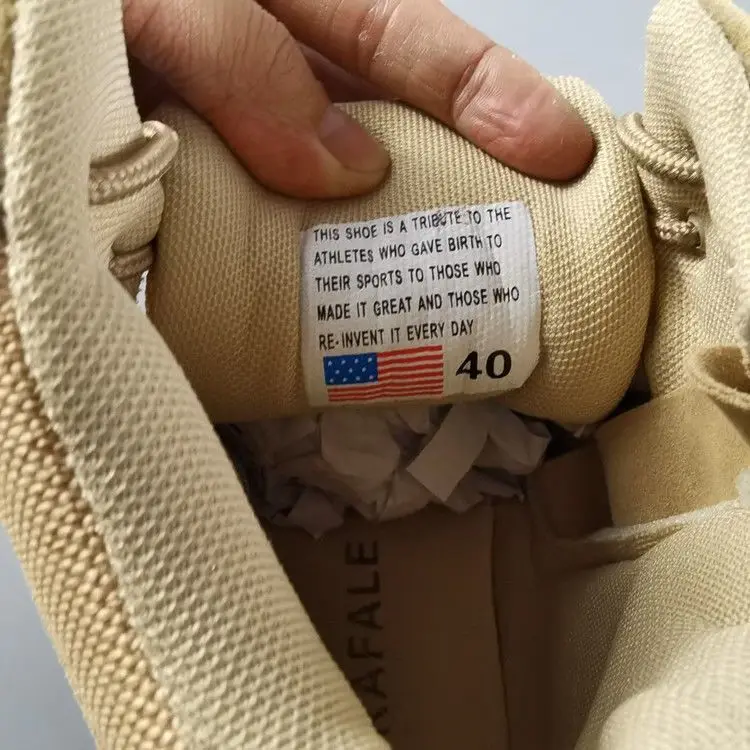 THIS SHOE IS A TRIBUTE TO THE
ATHLETES WHO GAVE BIRTH TO
THEIR SPORTS TO THOSE WHO
MADE IT GREAT AND THOSE WHO
RE-INVENT IT EVERY DAY
40
RAFALE